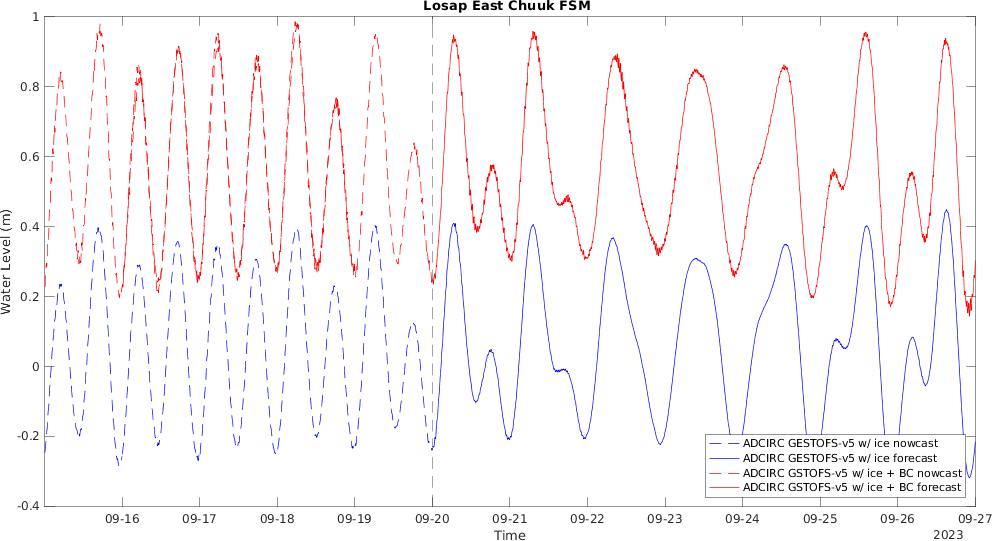 Losap East Chuuk FSM
1
0.8
0.6
0.4
0.2
0
-0.2
-0.4
Water Level (m)
ADCIRC GESTOFS-v5 w/ ice nowcast
ADCIRC GESTOFS-v5 w/ ice forecast
ADCIRC GSTOFS-v5 w/ ice + BC nowcast
ADCIRC GSTOFS-v5 w/ ice + BC forecast
09-16 09-17 09-18 09-19 09-20 09-21 09-22 09-23 09-24 09-25 09-26 09-27
Time
2023